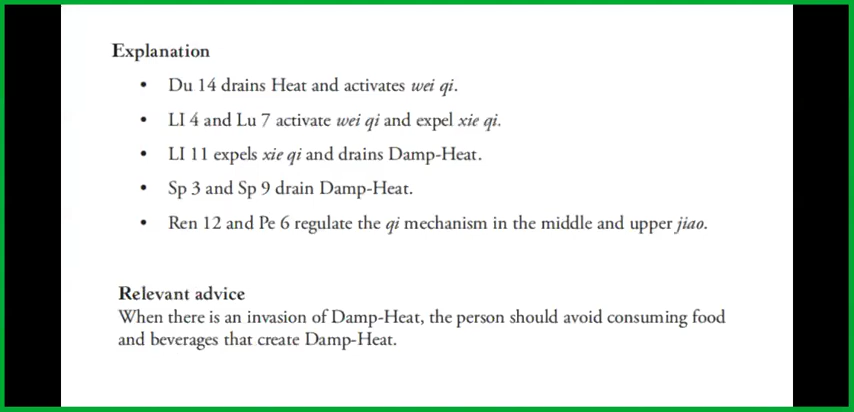 Explanation
• Du 14 drains Heat and activates wei qi.
• LI 4 and Lu 7 activate wei qi and expel xie qi.
• LI 11 expels xie qi and drains Damp-Heat.
• Sp 3 and Sp 9 drain Damp-Heat.
• Ren 12 and Pe 6 regulate the qi mechanism in the middle and upper jiao.
Relevant advice
When there is an invasion of Damp-Heat, the person should avoid consuming food
and beverages that create Damp-Heat.